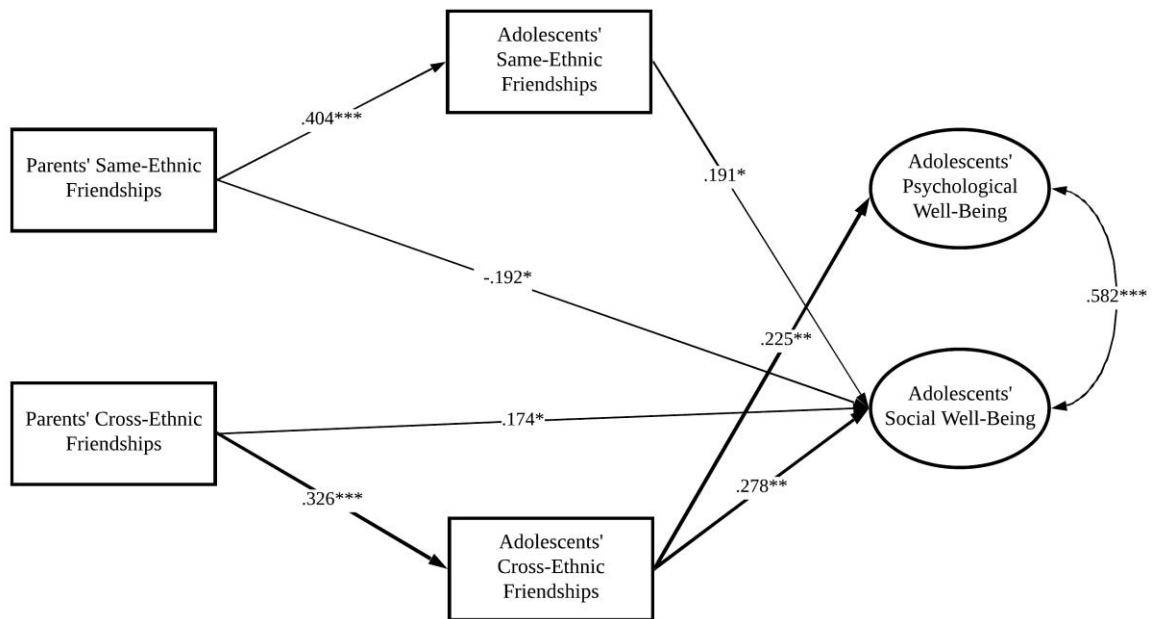 Adolescents'
Same-Ethnic
Friendships
.404***
Parents' Same-Ethnic
Friendships
.191*
Adolescents'
Psychological
Well-Being
-.192*
.582***
.225**
Parents' Cross-Ethnic
Friendships
.174*
Adolescents'
Social Well-Being
.326***
.278**
Adolescents'
Cross-Ethnic
Friendships